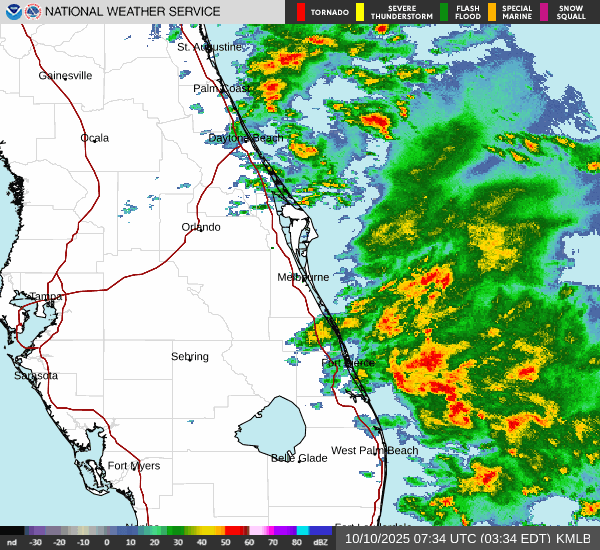 NATIONAL WEATHER SERVICE
TORNADO
SEVERE THUNDERSTORM
FLASH FLOOD
SPECIAL MARINE
SNOW SQUALL
St. Augustine
Gainesville
Palm Coast
Ocala
Daytona Beach
Orlando
Melbourne
Tampa
Sebring
Fort Pierce
Sarasota
West Palm Beach
Belle Glade
Fort Myers
nd -30 -20 -10 0 10 20 30 40 50 60 70 80 dBZ
10/10/2025 07:34 UTC (03:34 EDT) KMLB